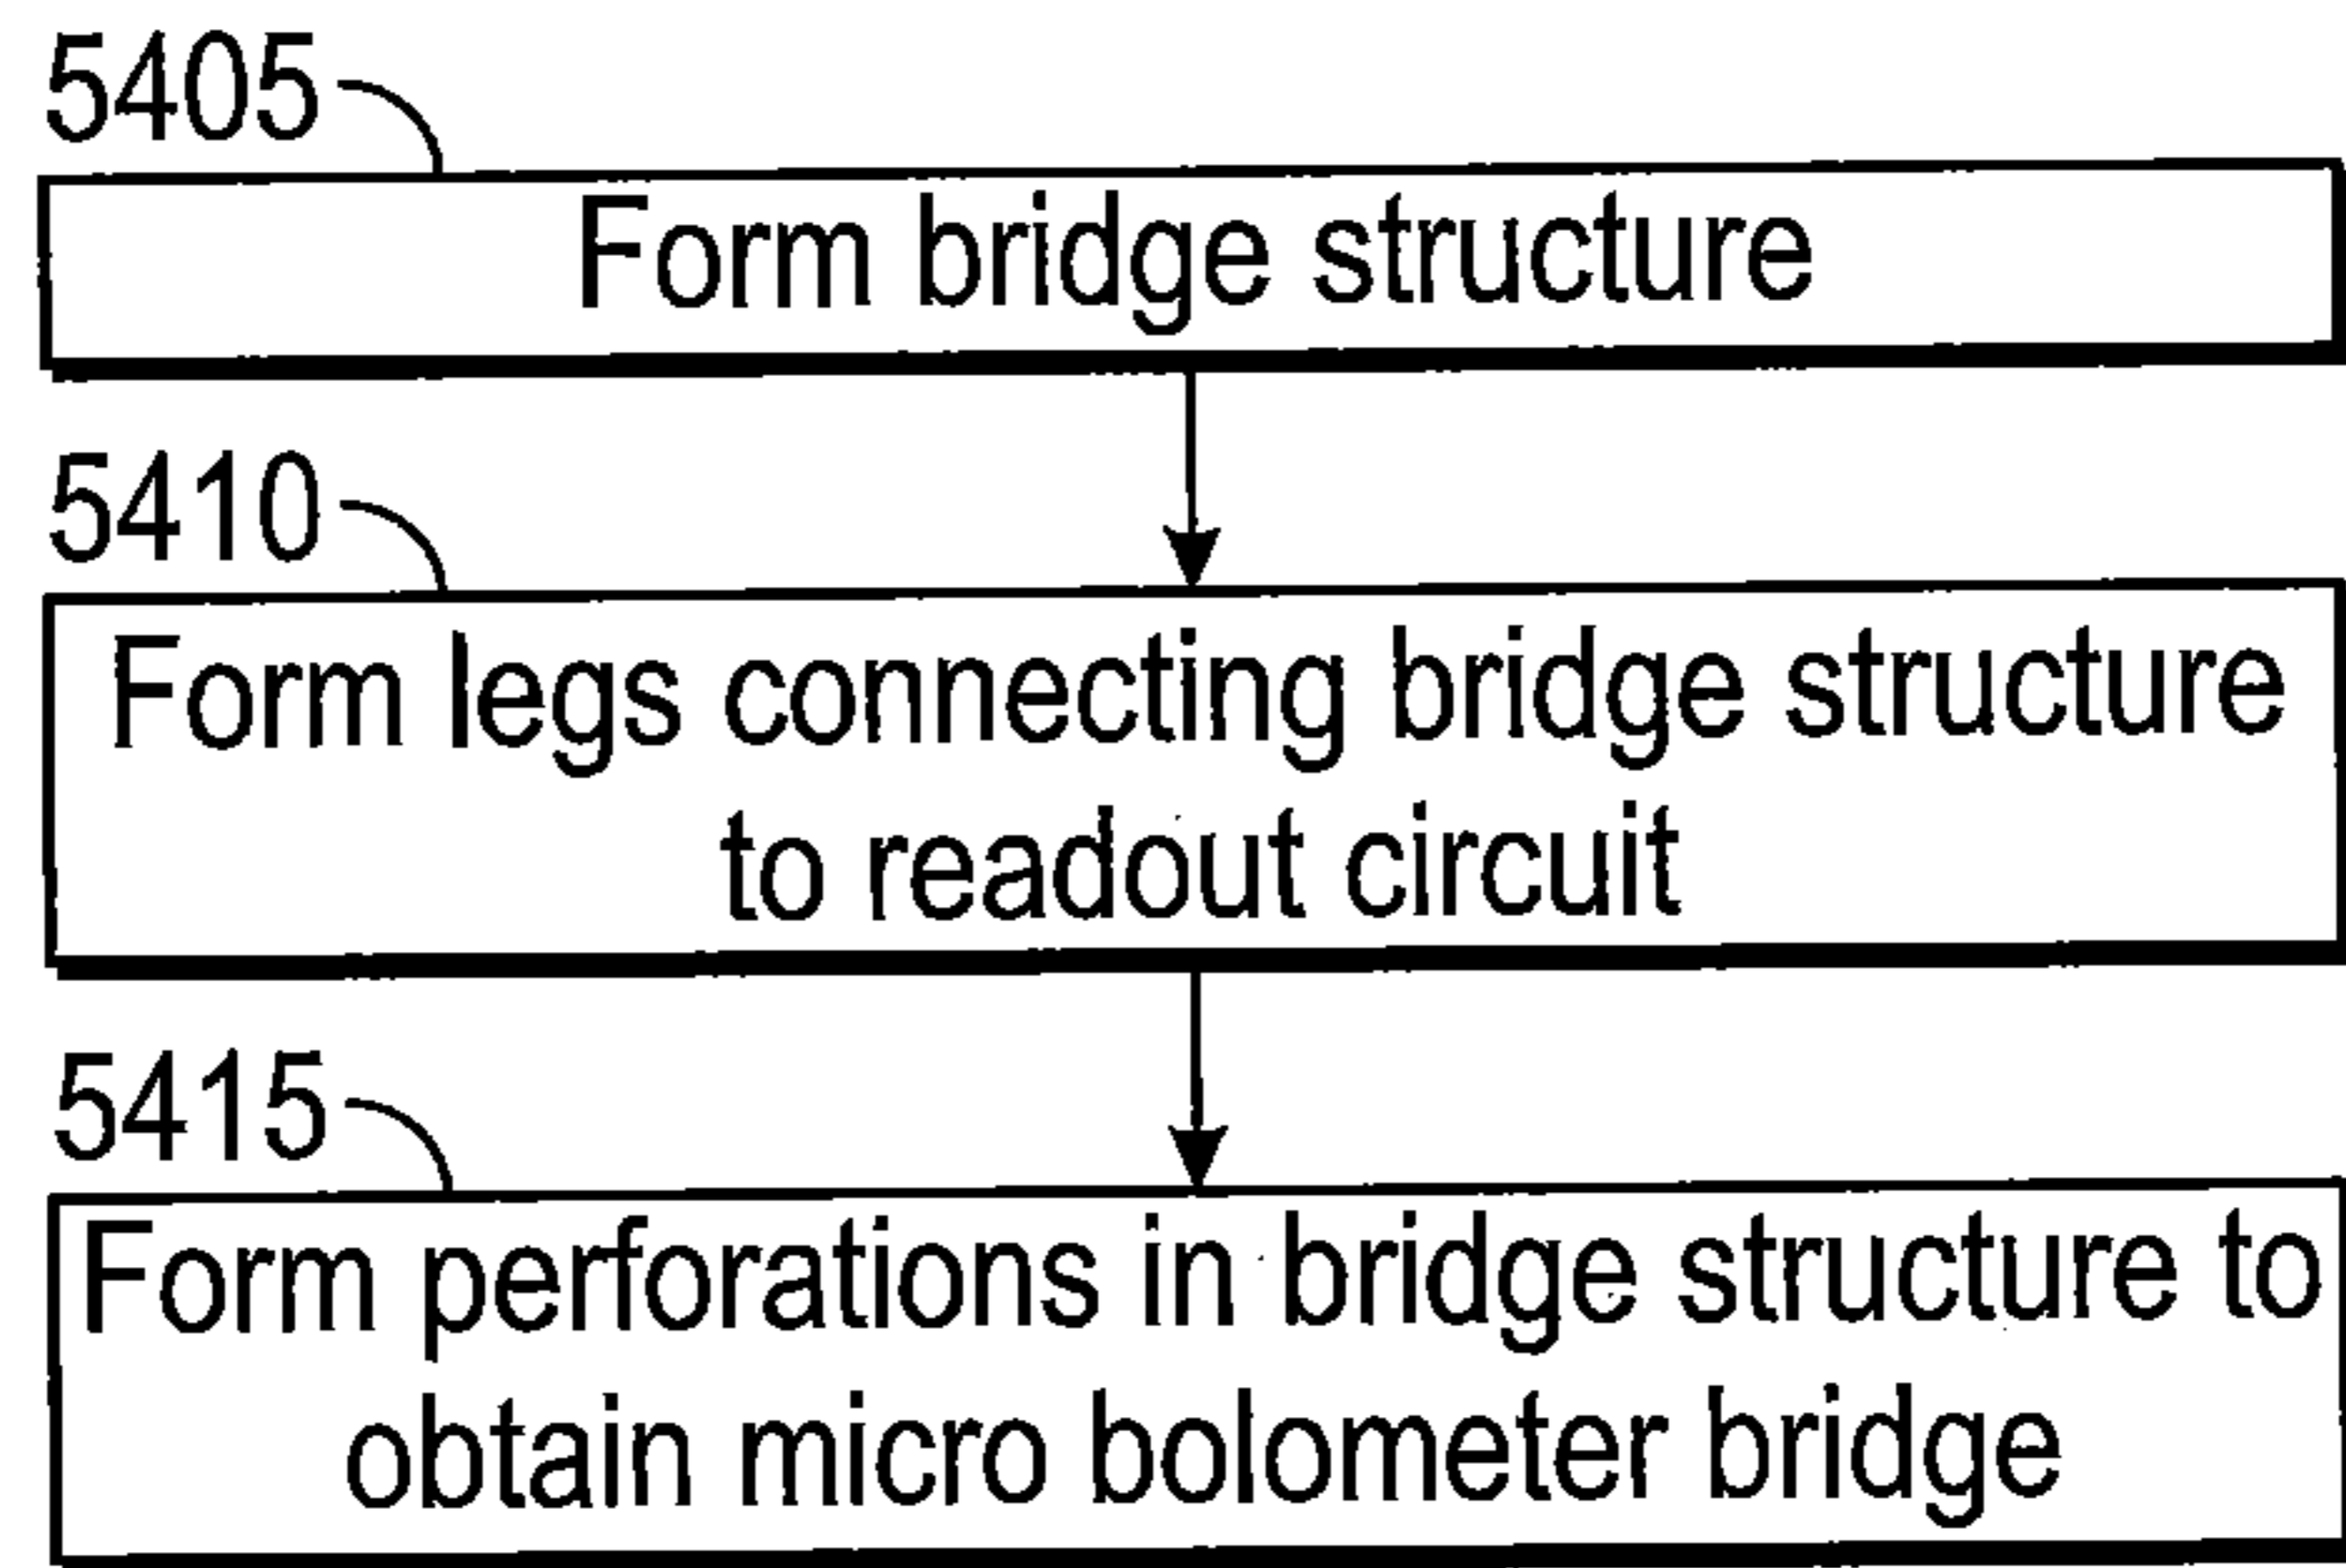 5405
Form bridge structure
5410
Form legs connecting bridge structure
to readout circuit
5415
Form perforations in bridge structure to
obtain micro bolometer bridge